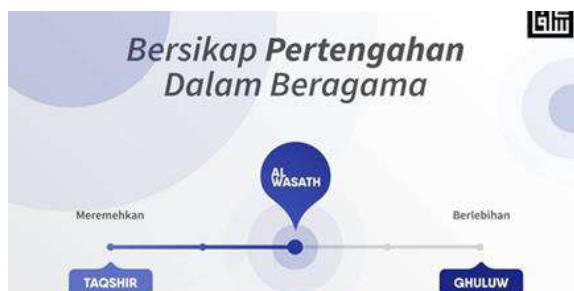 Bersikap Pertengahan
Dalam Beragama
AL
WASATH
Meremehkan
Berlebihan
TAQSHIR
GHULUW